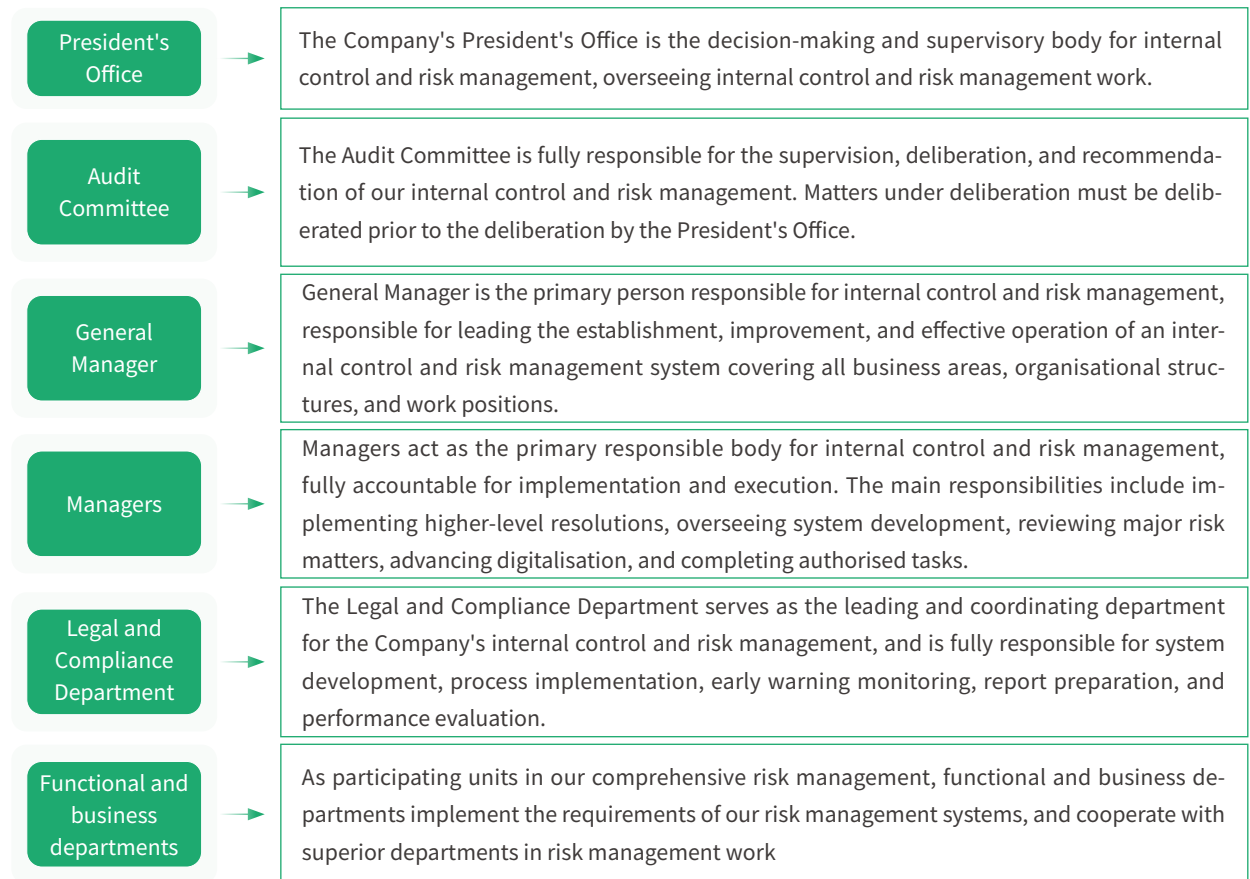 President's
Office
The Company's President's Office is the decision-making and supervisory body for internal
control and risk management, overseeing internal control and risk management work.
Audit
Committee
The Audit Committee is fully responsible for the supervision, deliberation, and recommenda-
tion of our internal control and risk management. Matters under deliberation must be delib-
erated prior to the deliberation by the President's Office.
General
Manager
General Manager is the primary person responsible for internal control and risk management,
responsible for leading the establishment, improvement, and effective operation of an inter-
nal control and risk management system covering all business areas, organisational struc-
tures, and work positions.
Managers
Managers act as the primary responsible body for internal control and risk management,
fully accountable for implementation and execution. The main responsibilities include im-
plementing higher-level resolutions, overseeing system development, reviewing major risk
matters, advancing digitalisation, and completing authorised tasks.
Legal and
Compliance
Department
The Legal and Compliance Department serves as the leading and coordinating department
for the Company's internal control and risk management, and is fully responsible for system
development, process implementation, early warning monitoring, report preparation, and
performance evaluation.
Functional and
business
departments
As participating units in our comprehensive risk management, functional and business de-
partments implement the requirements of our risk management systems, and cooperate with
superior departments in risk management work